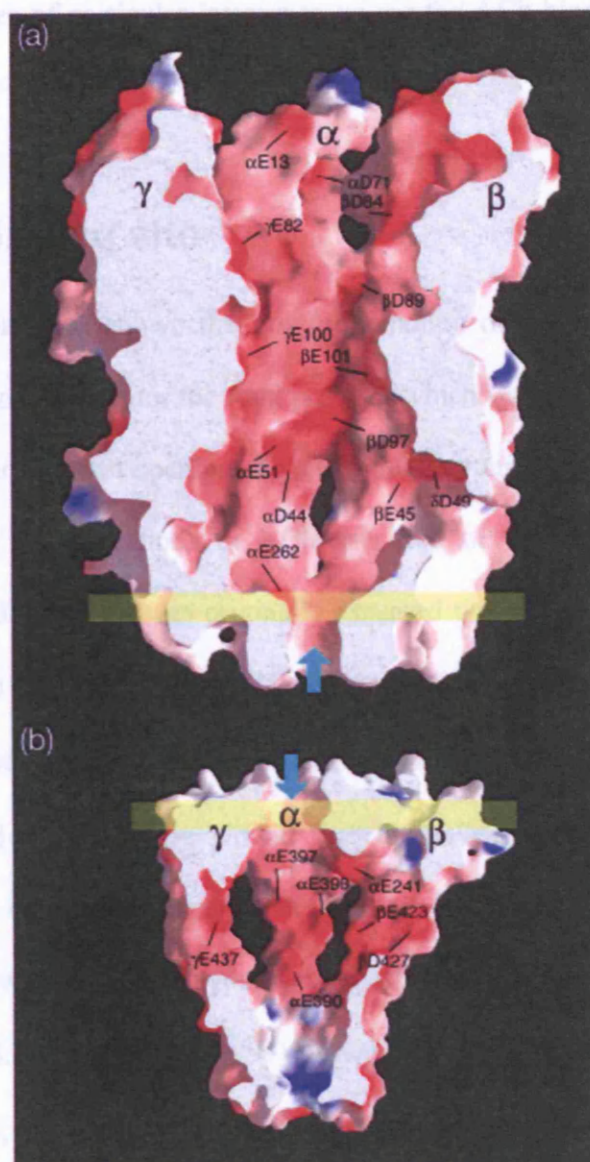 (a)
α
αE13
αD71
γ
βD84
β
γE82
βD89
γE100
βE101
βD97
αE51
δD49
αD44
βE45
αE262
(b)
γ
α
β
αE397
αE398
αE241
βE423
γE437
βD427
αE390